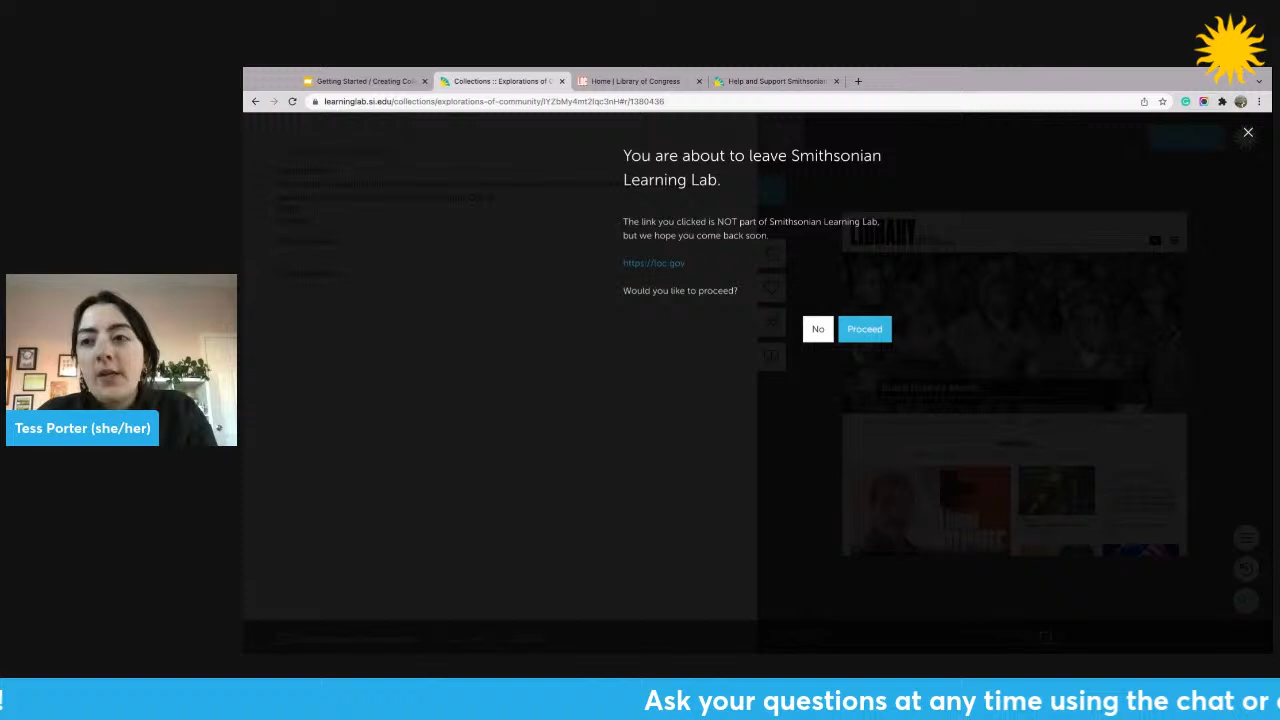 Getting Started / Creating Co
Collections :: Explorations of C
Home | Library of Congress
Help and Support Smithsonian
learninglab.si.edu/collections/explorations-of-community/IYZbMy4mt2lqc3nH#r/1380436
You are about to leave Smithsonian
Learning Lab.
The link you clicked is NOT part of Smithsonian Learning Lab,
but we hope you come back soon.
https://loc.gov
Would you like to proceed?
No
Proceed
LIBRARY
Tess Porter (she/her)
!
Ask your questions at any time using the chat or